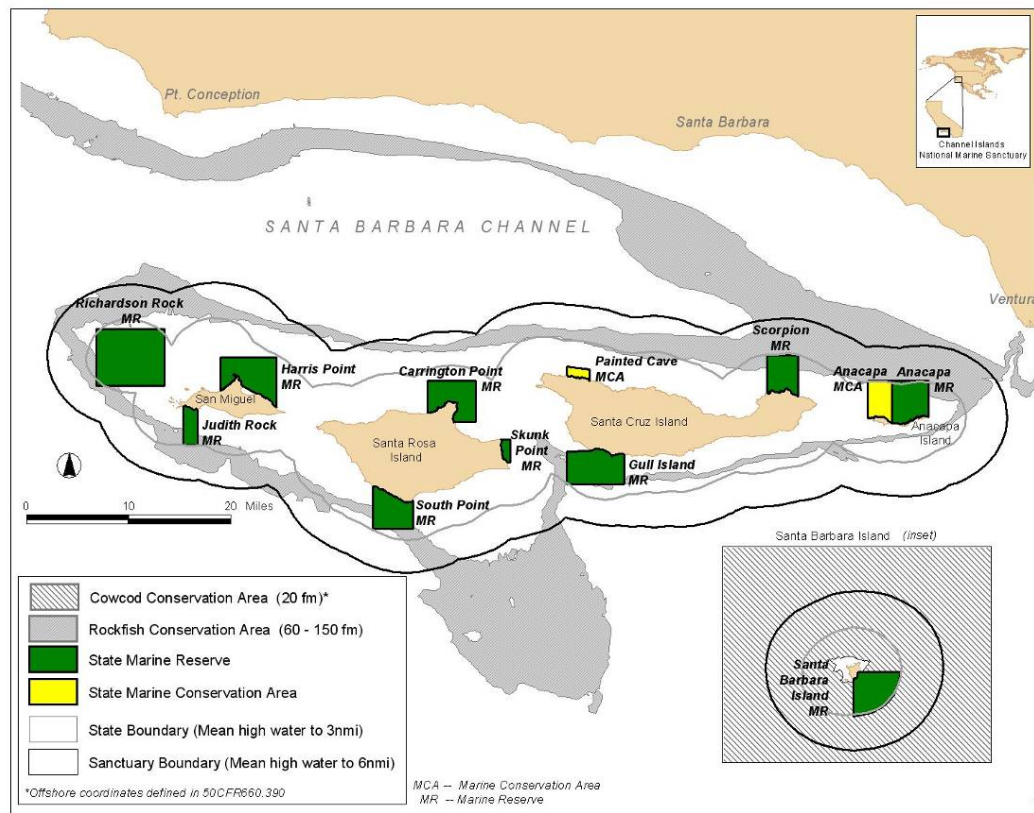 Pt. Conception
Santa Barbara
Channel Islands
National Marine Sanctuary
SANTA BARBARA CHANNEL
Ventura
Richardson Rock
MR
Harris Point
MR
San Miguel
Judith Rock
MR
Carrington Point
MR
Santa Rosa
Island
Skunk
Point
MR
South Point
MR
Painted Cave
MCA
Santa Cruz Island
Gull Island
MR
Scorpion
MR
Anacapa
MCA
Anacapa
MR
Anacapa
Island
0 10 20 Miles
Santa Barbara Island (inset)
Santa
Barbara
Island
MR
Cowcod Conservation Area (20 fm)*
Rockfish Conservation Area (60 - 150 fm)
State Marine Reserve
State Marine Conservation Area
State Boundary (Mean high water to 3nmi)
Sanctuary Boundary (Mean high water to 6nmi)
*Offshore coordinates defined in 50CFR660.390
MCA -- Marine Conservation Area
MR -- Marine Reserve